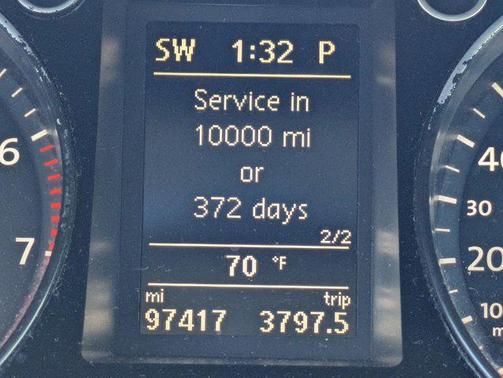 SW 1:32 P
Service in
10000 mi
or
372 days
2/2
70 °F
mi trip
97417 3797.5
6
7
30
20
10